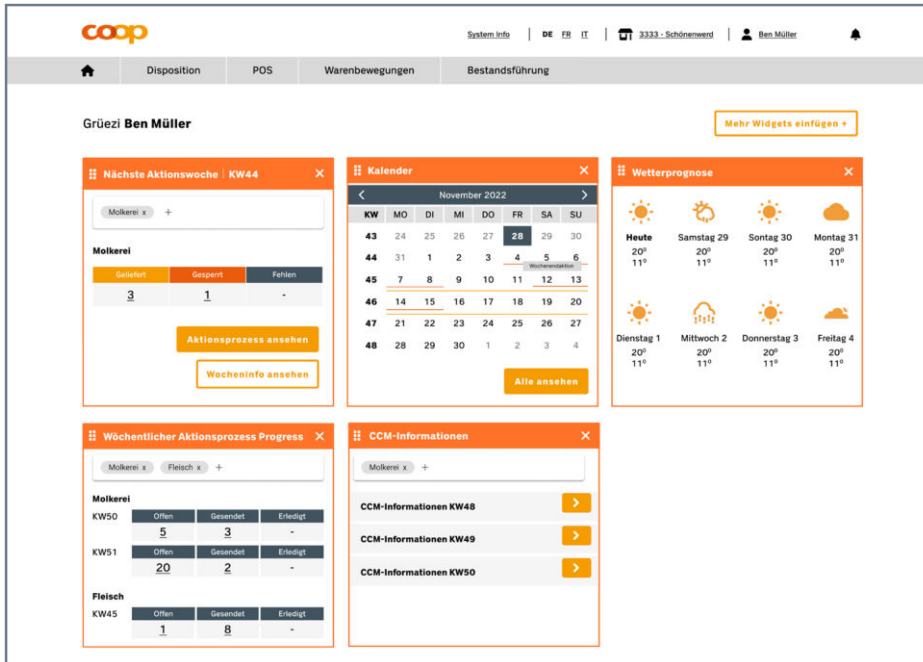 coop
System Info | DE FR IT | 3333 - Schönenwerd | Ben Müller
Disposition POS Warenbewegungen Bestandsführung
Grüezi Ben Müller
Mehr Widgets einfügen +
Nächste Aktionswoche | KW44 ×
Molkerei x +
Molkerei
Geliefert Gesperrt Fehlen
3 1 -
Aktionsprozess ansehen
Wocheninfo ansehen
Kalender ×
< November 2022 >
KW MO DI MI DO FR SA SU
43 24 25 26 27 28 29 30
44 31 1 2 3 4 5 6
Wochenendaktion
45 7 8 9 10 11 12 13
46 14 15 16 17 18 19 20
47 21 22 23 24 25 26 27
48 28 29 30 1 2 3 4
Alle ansehen
Wetterprognose ×
Heute Samstag 29 Sontag 30 Montag 31
20° 20° 20° 20°
11° 11° 11° 11°
Dienstag 1 Mittwoch 2 Donnerstag 3 Freitag 4
20° 20° 20° 20°
11° 11° 11° 11°
Wöchentlicher Aktionsprozess Progress ×
Molkerei x Fleisch x +
Molkerei
KW50 Offen Gesendet Erledigt
5 3 -
KW51 Offen Gesendet Erledigt
20 2 -
Fleisch
KW45 Offen Gesendet Erledigt
1 8 -
CCM-Informationen ×
Molkerei x +
CCM-Informationen KW48 >
CCM-Informationen KW49 >
CCM-Informationen KW50 >